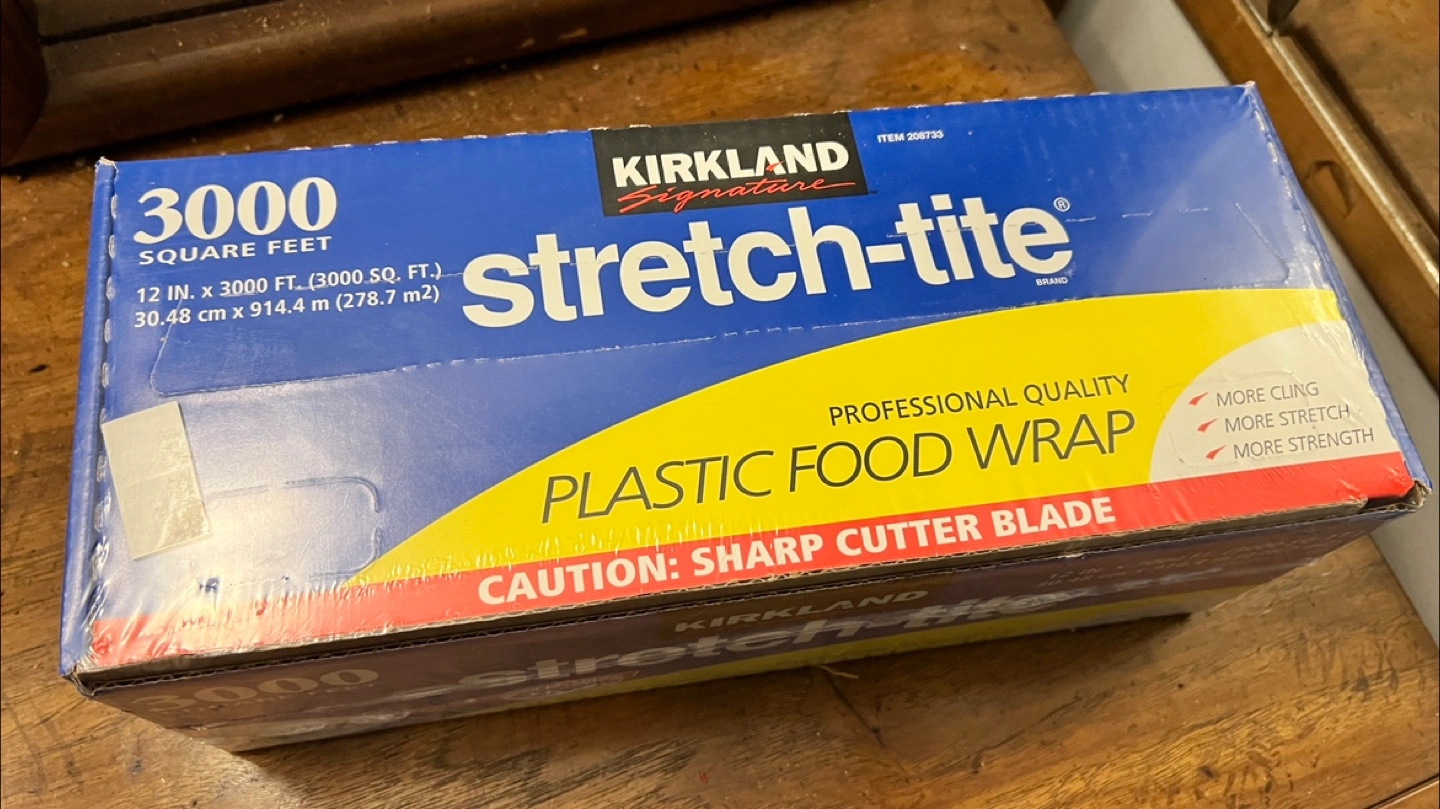 3000
SQUARE FEET
12 IN. x 3000 FT. (3000 SQ. FT.)
30.48 cm x 914.4 m (278.7 m2)
KIRKLAND
Signature
ITEM 208733
stretch-tite®
BRAND
PROFESSIONAL QUALITY
PLASTIC FOOD WRAP
MORE CLING
MORE STRETCH
MORE STRENGTH
CAUTION: SHARP CUTTER BLADE
KIRKLAND
stretch-tite
3000